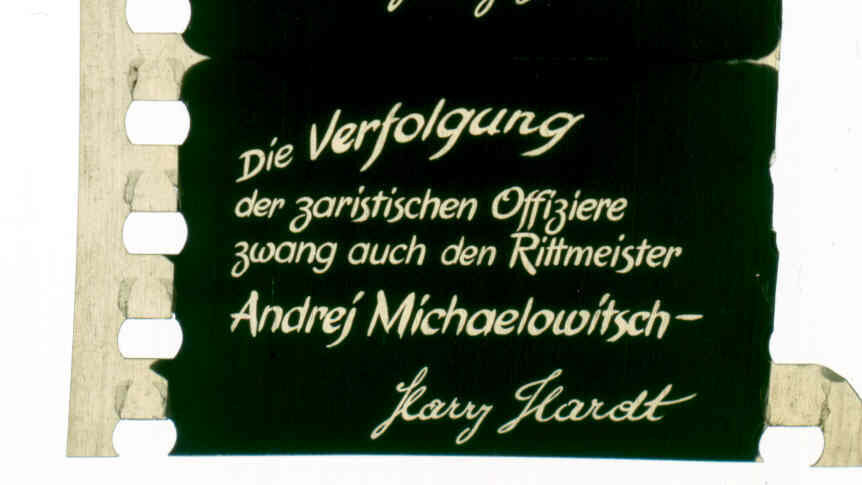 Die Verfolgung
der zaristischen Offiziere
zwang auch den Rittmeister
Andrej Michaelowitsch-
Harry Hardt